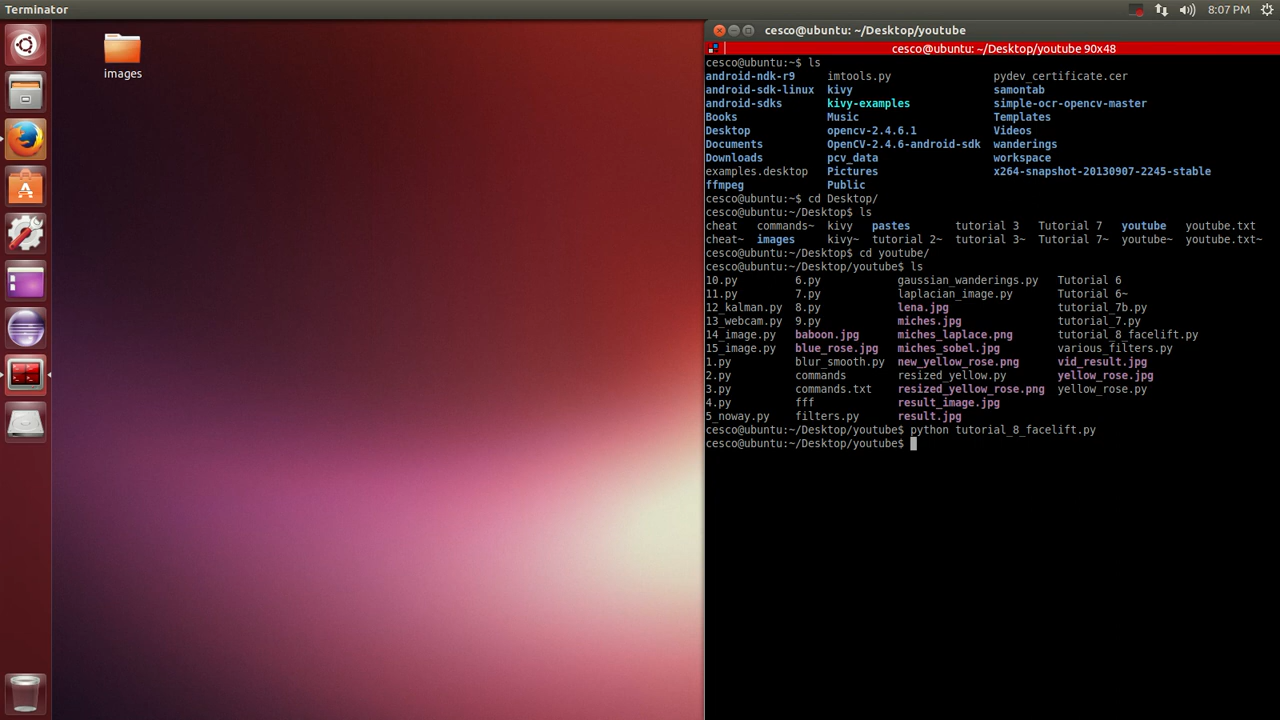 Terminator
8:07 PM
images
cesco@ubuntu: ~/Desktop/youtube
cesco@ubuntu: ~/Desktop/youtube 90x48
cesco@ubuntu:~$ ls
android-ndk-r9 imtools.py pydev_certificate.cer
android-sdk-linux kivy samontab
android-sdks kivy-examples simple-ocr-opencv-master
Books Music Templates
Desktop opencv-2.4.6.1 Videos
Documents OpenCV-2.4.6-android-sdk wanderings
Downloads pcv_data workspace
examples.desktop Pictures x264-snapshot-20130907-2245-stable
ffmpeg Public
cesco@ubuntu:~$ cd Desktop/
cesco@ubuntu:~/Desktop$ ls
cheat commands~ kivy pastes tutorial 3 Tutorial 7 youtube youtube.txt
cheat~ images kivy~ tutorial 2~ tutorial 3~ Tutorial 7~ youtube~ youtube.txt~
cesco@ubuntu:~/Desktop$ cd youtube/
cesco@ubuntu:~/Desktop/youtube$ ls
10.py 6.py gaussian_wanderings.py Tutorial 6
11.py 7.py laplacian_image.py Tutorial 6~
12_kalman.py 8.py lena.jpg tutorial_7b.py
13_webcam.py 9.py miches.jpg tutorial_7.py
14_image.py baboon.jpg miches_laplace.png tutorial_8_facelift.py
15_image.py blue_rose.jpg miches_sobel.jpg various_filters.py
1.py blur_smooth.py new_yellow_rose.png vid_result.jpg
2.py commands resized_yellow.py yellow_rose.jpg
3.py commands.txt resized_yellow_rose.png yellow_rose.py
4.py fff result_image.jpg
5_noway.py filters.py result.jpg
cesco@ubuntu:~/Desktop/youtube$ python tutorial_8_facelift.py
cesco@ubuntu:~/Desktop/youtube$